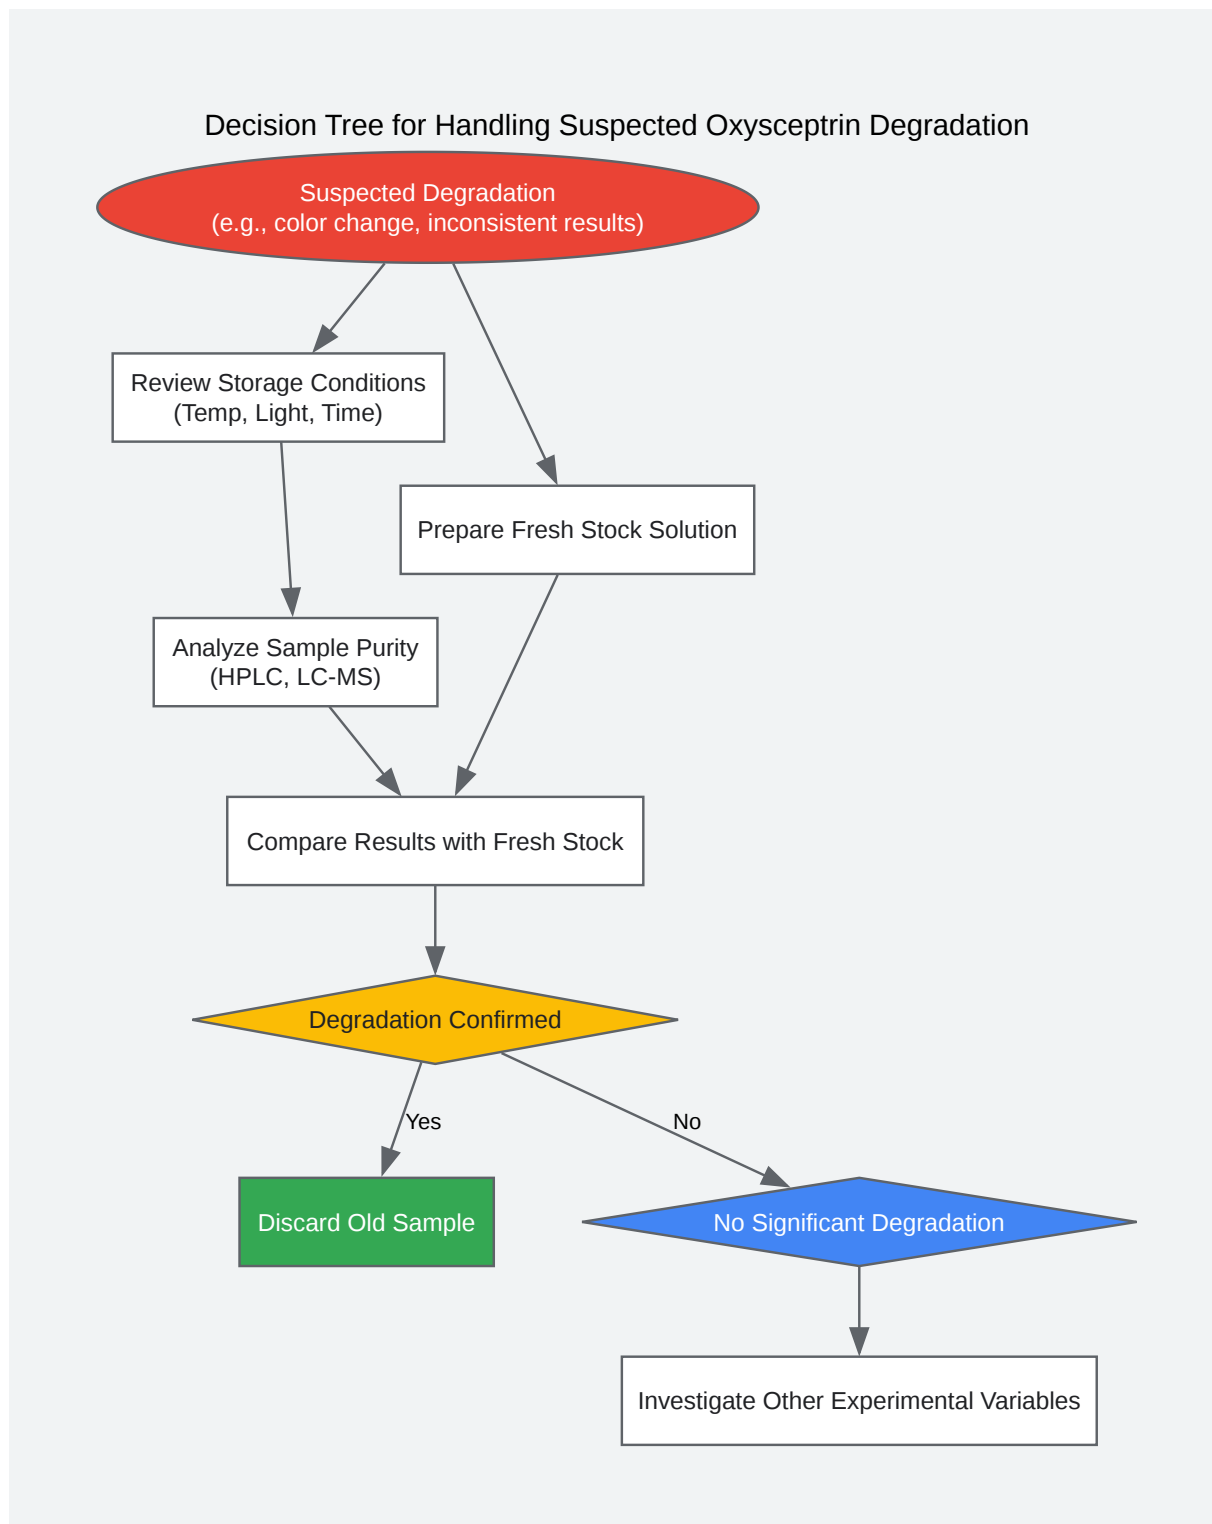 Decision Tree for Handling Suspected Oxysceptrin Degradation
Suspected Degradation
(e.g., color change, inconsistent results)
Review Storage Conditions
(Temp, Light, Time)
Prepare Fresh Stock Solution
Analyze Sample Purity
(HPLC, LC-MS)
Compare Results with Fresh Stock
Degradation Confirmed
Yes
No
Discard Old Sample
No Significant Degradation
Investigate Other Experimental Variables